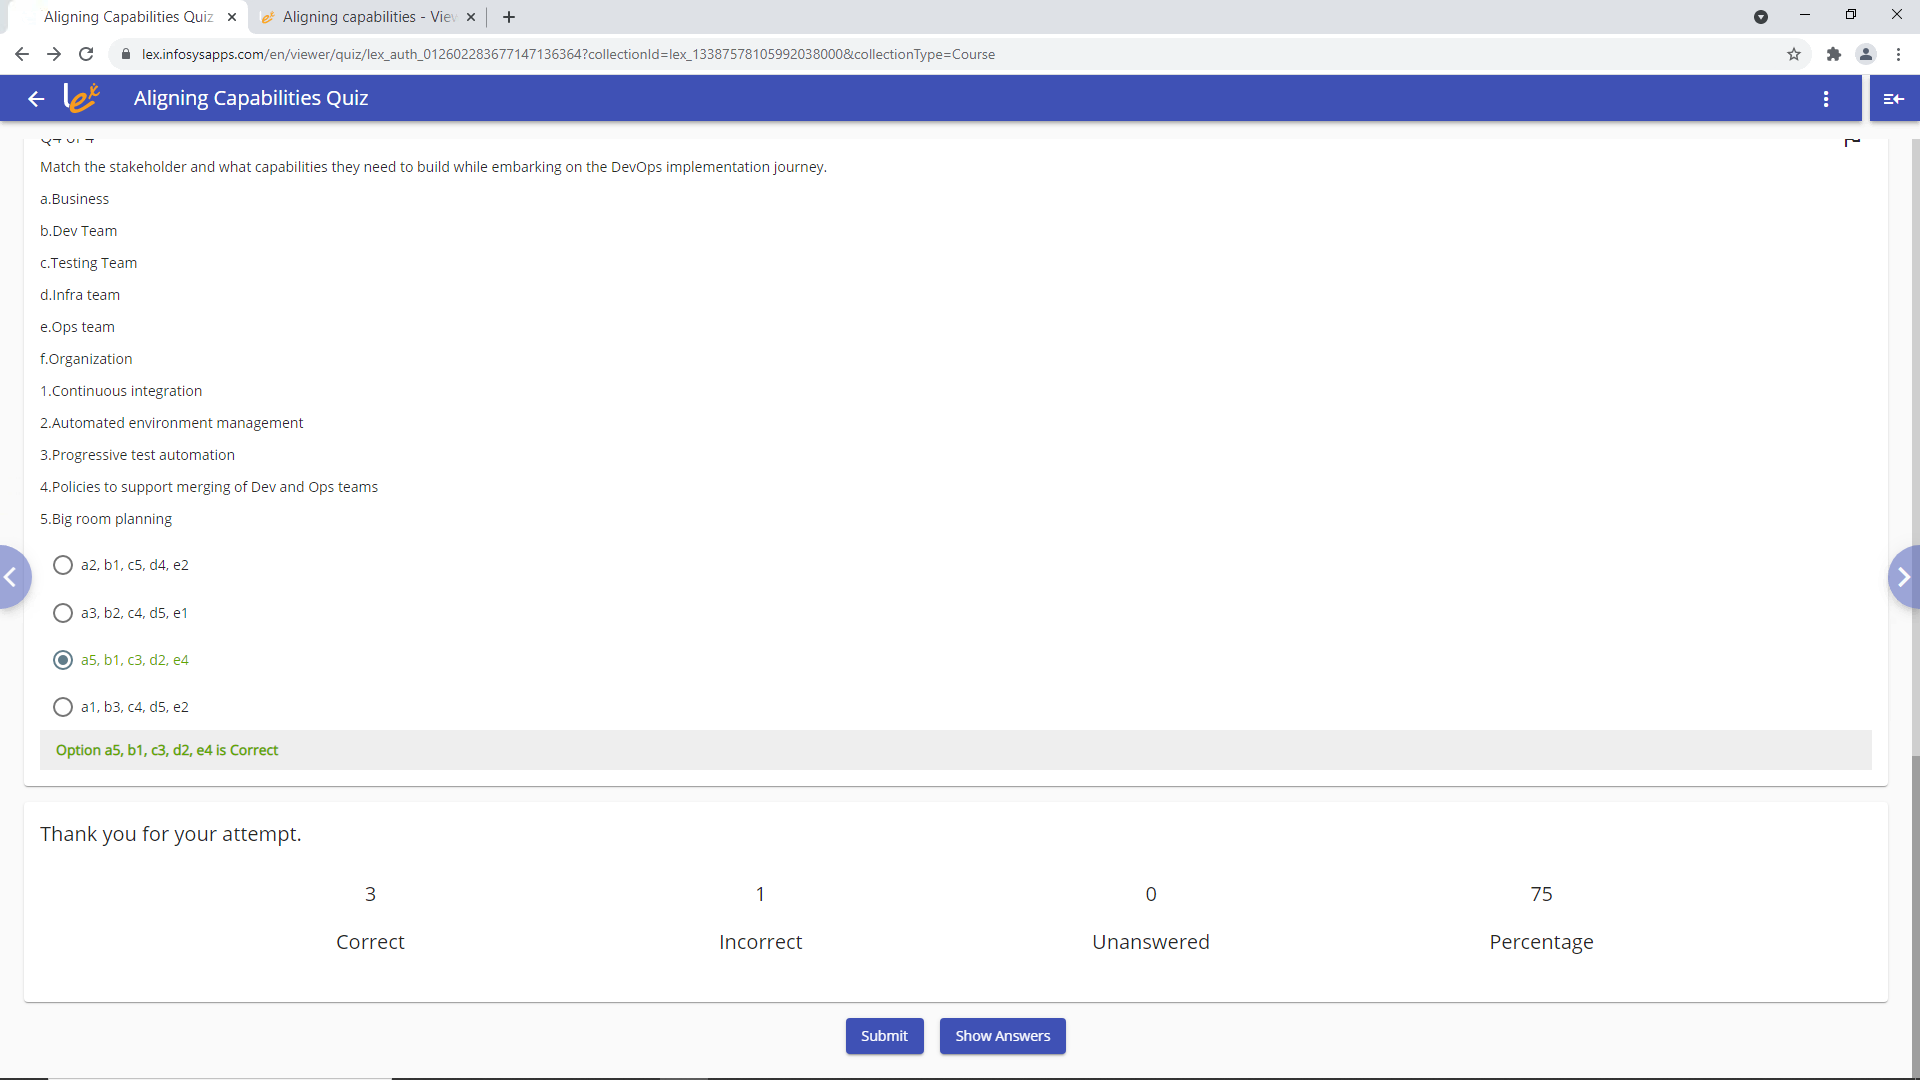 Aligning Capabilities Quiz
Aligning capabilities - Viev
lex.infosysapps.com/en/viewer/quiz/lex_auth_012602283677147136364?collectionId=lex_13387578105992038000&collectionType=Course
lex Aligning Capabilities Quiz
Q4 of 4
Match the stakeholder and what capabilities they need to build while embarking on the DevOps implementation journey.
a.Business
b.Dev Team
c.Testing Team
d.Infra team
e.Ops team
f.Organization
1.Continuous integration
2.Automated environment management
3.Progressive test automation
4.Policies to support merging of Dev and Ops teams
5.Big room planning
a2, b1, c5, d4, e2
a3, b2, c4, d5, e1
a5, b1, c3, d2, e4
a1, b3, c4, d5, e2
Option a5, b1, c3, d2, e4 is Correct
Thank you for your attempt.
3 1 0 75
Correct Incorrect Unanswered Percentage
Submit Show Answers